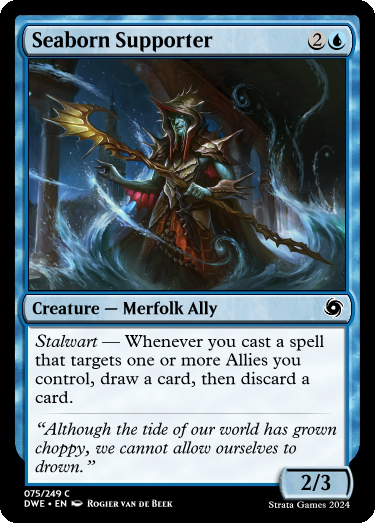 Seaborn Supporter 2
Creature — Merfolk Ally
Stalwart — Whenever you cast a spell
that targets one or more Allies you
control, draw a card, then discard a
card.
“Although the tide of our world has grown
choppy, we cannot allow ourselves to
drown.”
2/3
075/249 C
DWE • EN Rogier van de Beek
Strata Games 2024